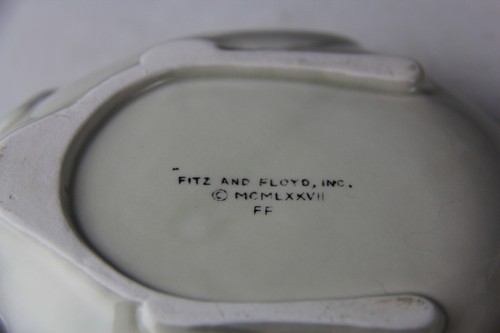 FITZ AND FLOYD, INC.
© MCMLXXVII
FF